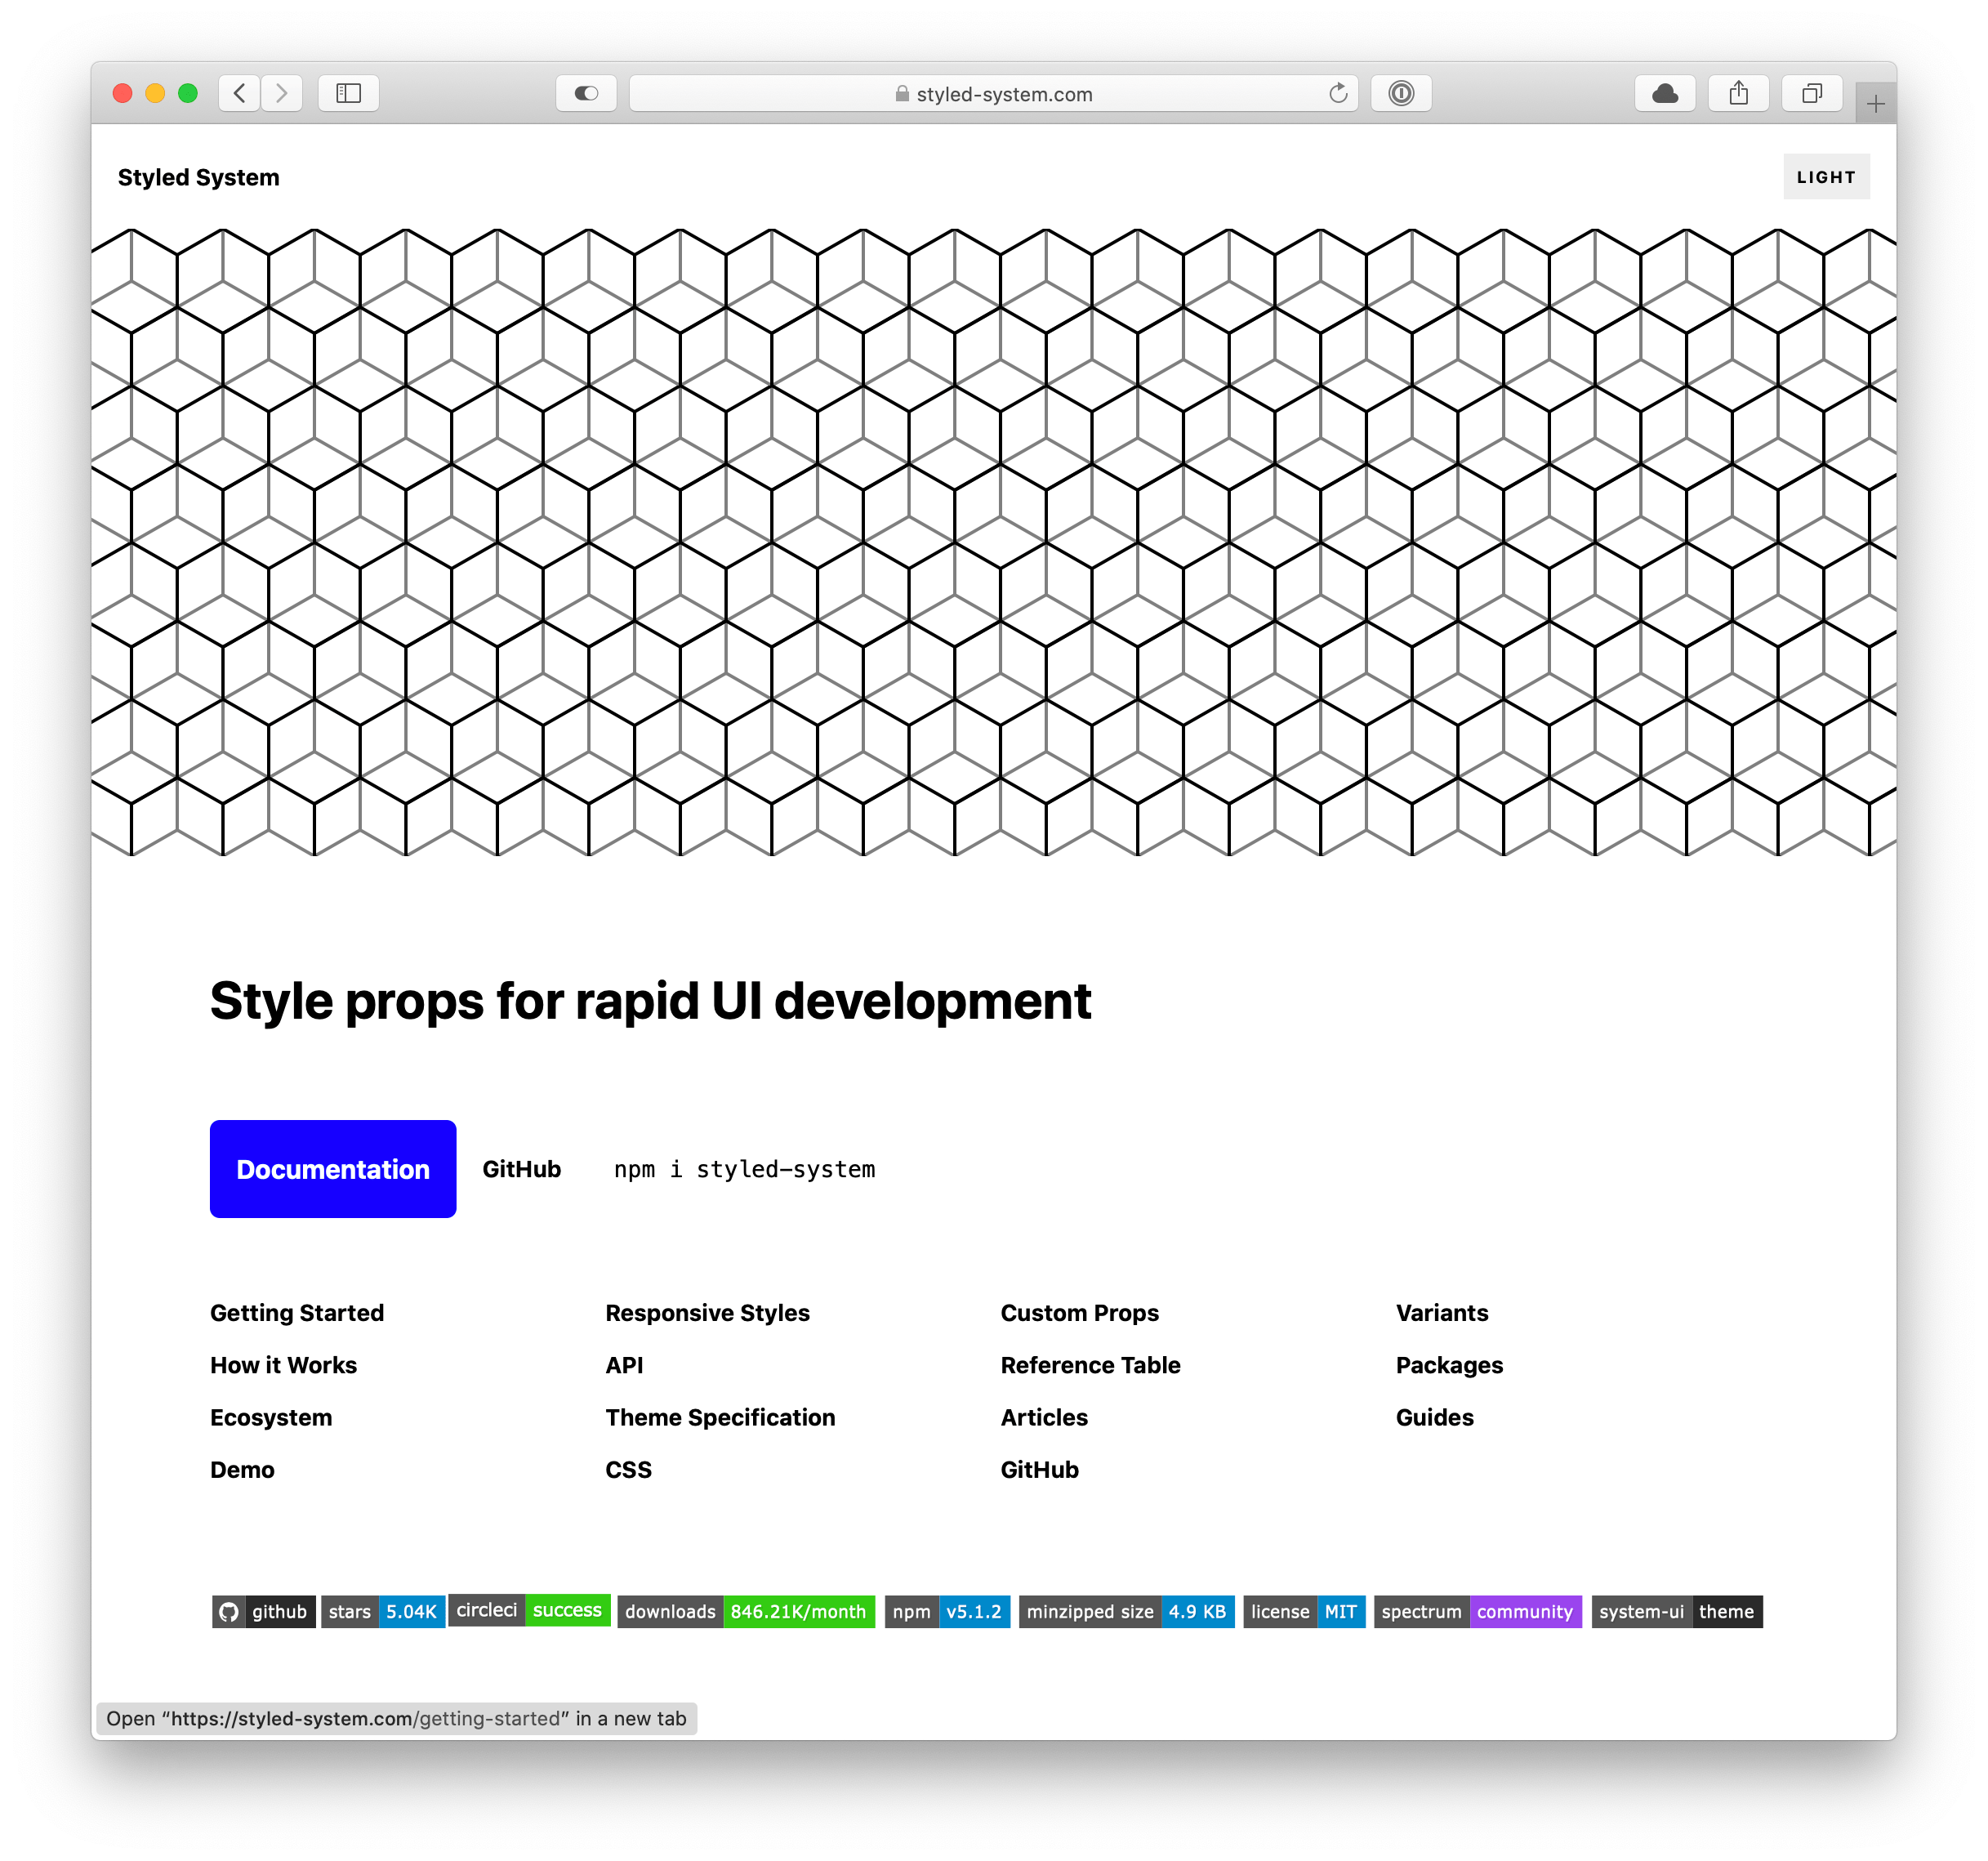 styled-system.com
Styled System
LIGHT
Style props for rapid UI development
Documentation GitHub npm i styled-system
Getting Started Responsive Styles Custom Props Variants
How it Works API Reference Table Packages
Ecosystem Theme Specification Articles Guides
Demo CSS GitHub
github stars 5.04K circleci success downloads 846.21K/month npm v5.1.2 minzipped size 4.9 KB license MIT spectrum community system-ui theme
Open “https://styled-system.com/getting-started” in a new tab